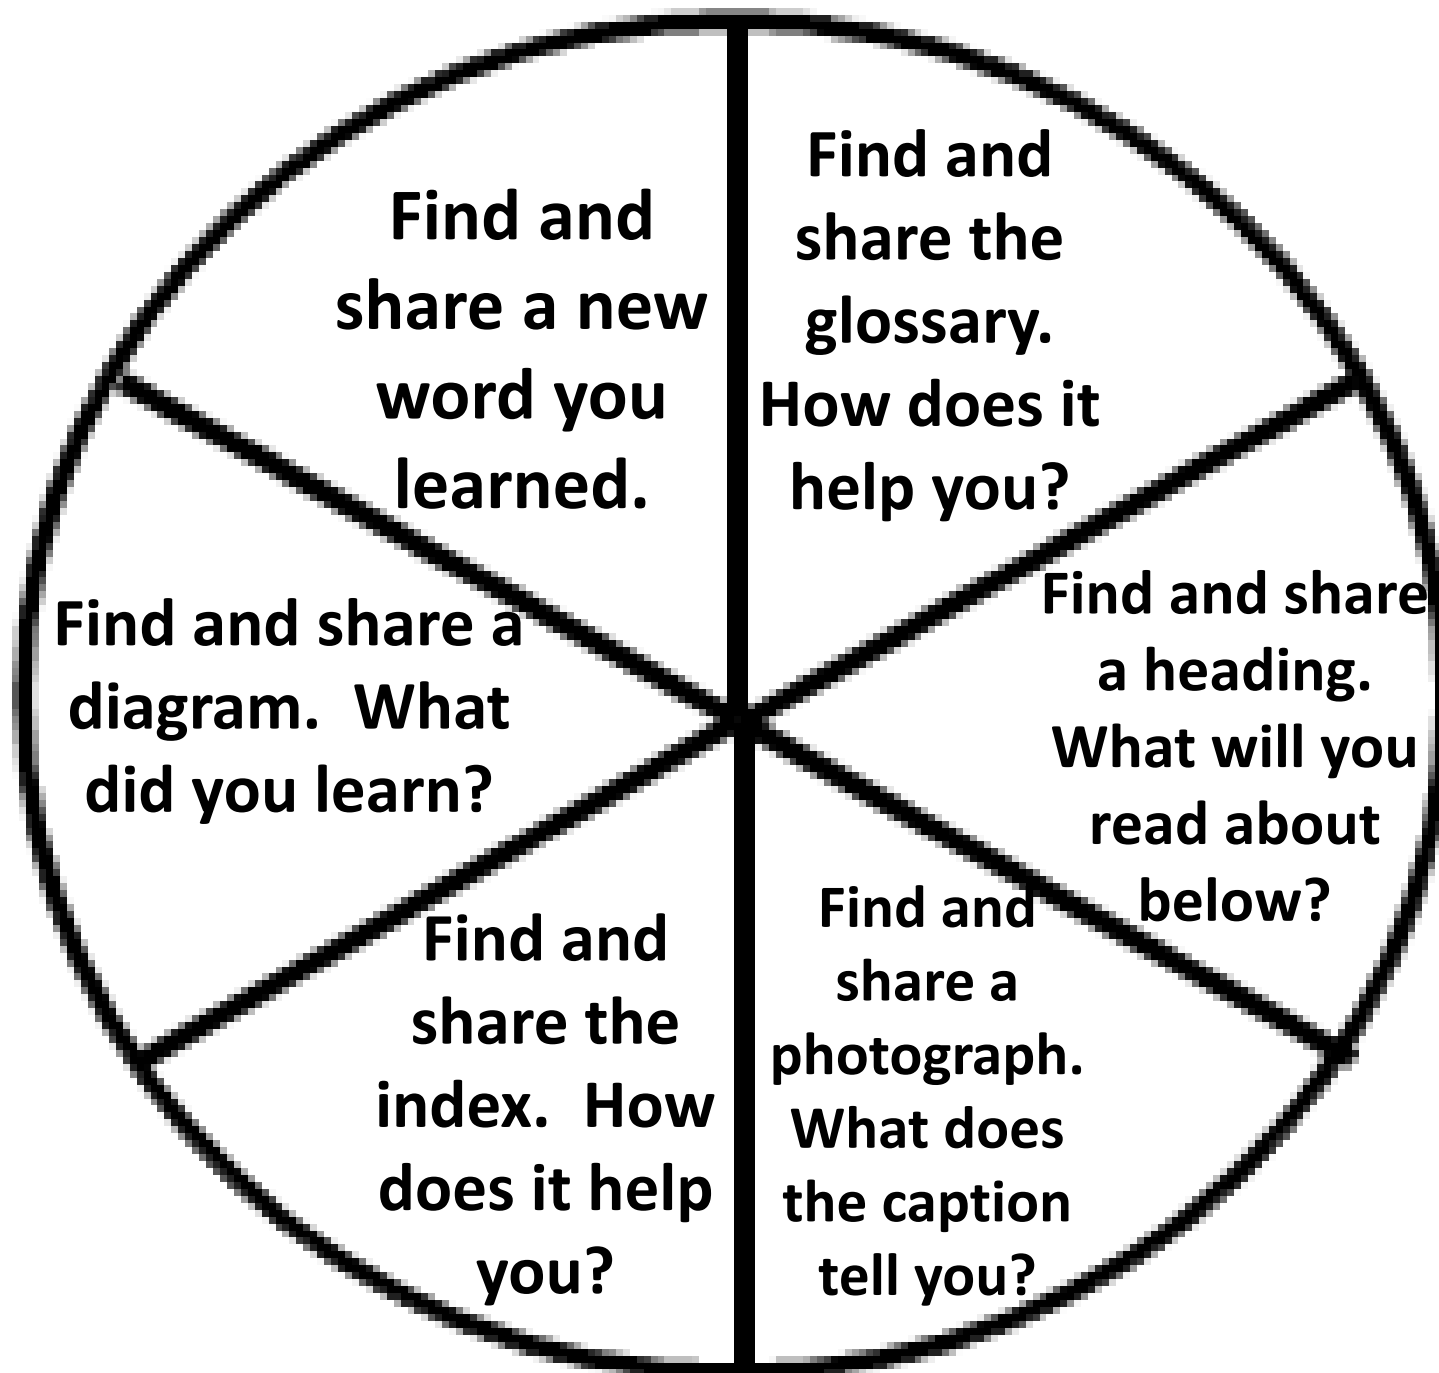 Find and
share the
glossary.
How does it
help you?
Find and share
a heading.
What will you
read about
below?
Find and
share a
photograph.
What does
the caption
tell you?
Find and
share the
index.  How
does it help
you?
Find and share a
diagram.  What
did you learn?
Find and
share a new
word you
learned.